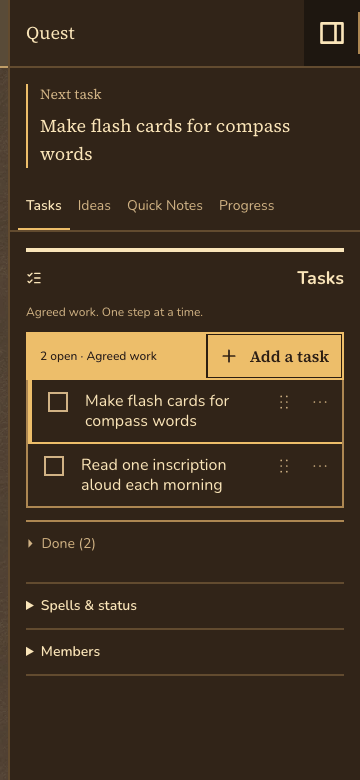 Quest
Next task
Make flash cards for compass
words
Tasks Ideas Quick Notes Progress
Tasks
Agreed work. One step at a time.
2 open · Agreed work
+ Add a task
Make flash cards for
compass words
Read one inscription
aloud each morning
Done (2)
Spells & status
Members